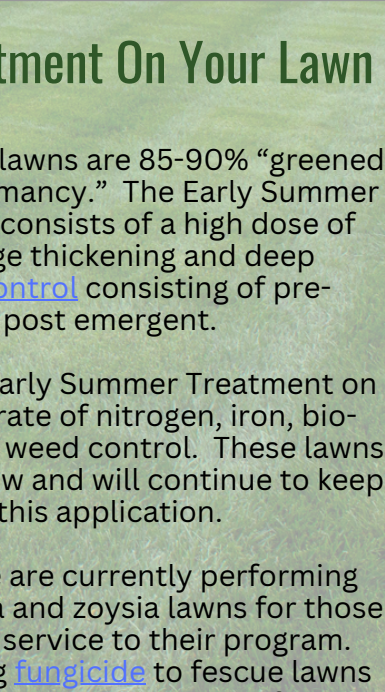 tment On Your Lawn
lawns are 85-90% “greened
mancy.” The Early Summer
consists of a high dose of
ge thickening and deep
ontrol consisting of pre-
post emergent.
arly Summer Treatment on
rate of nitrogen, iron, bio-
weed control. These lawns
w and will continue to keep
this application.
are currently performing
a and zoysia lawns for those
service to their program.
g fungicide to fescue lawns